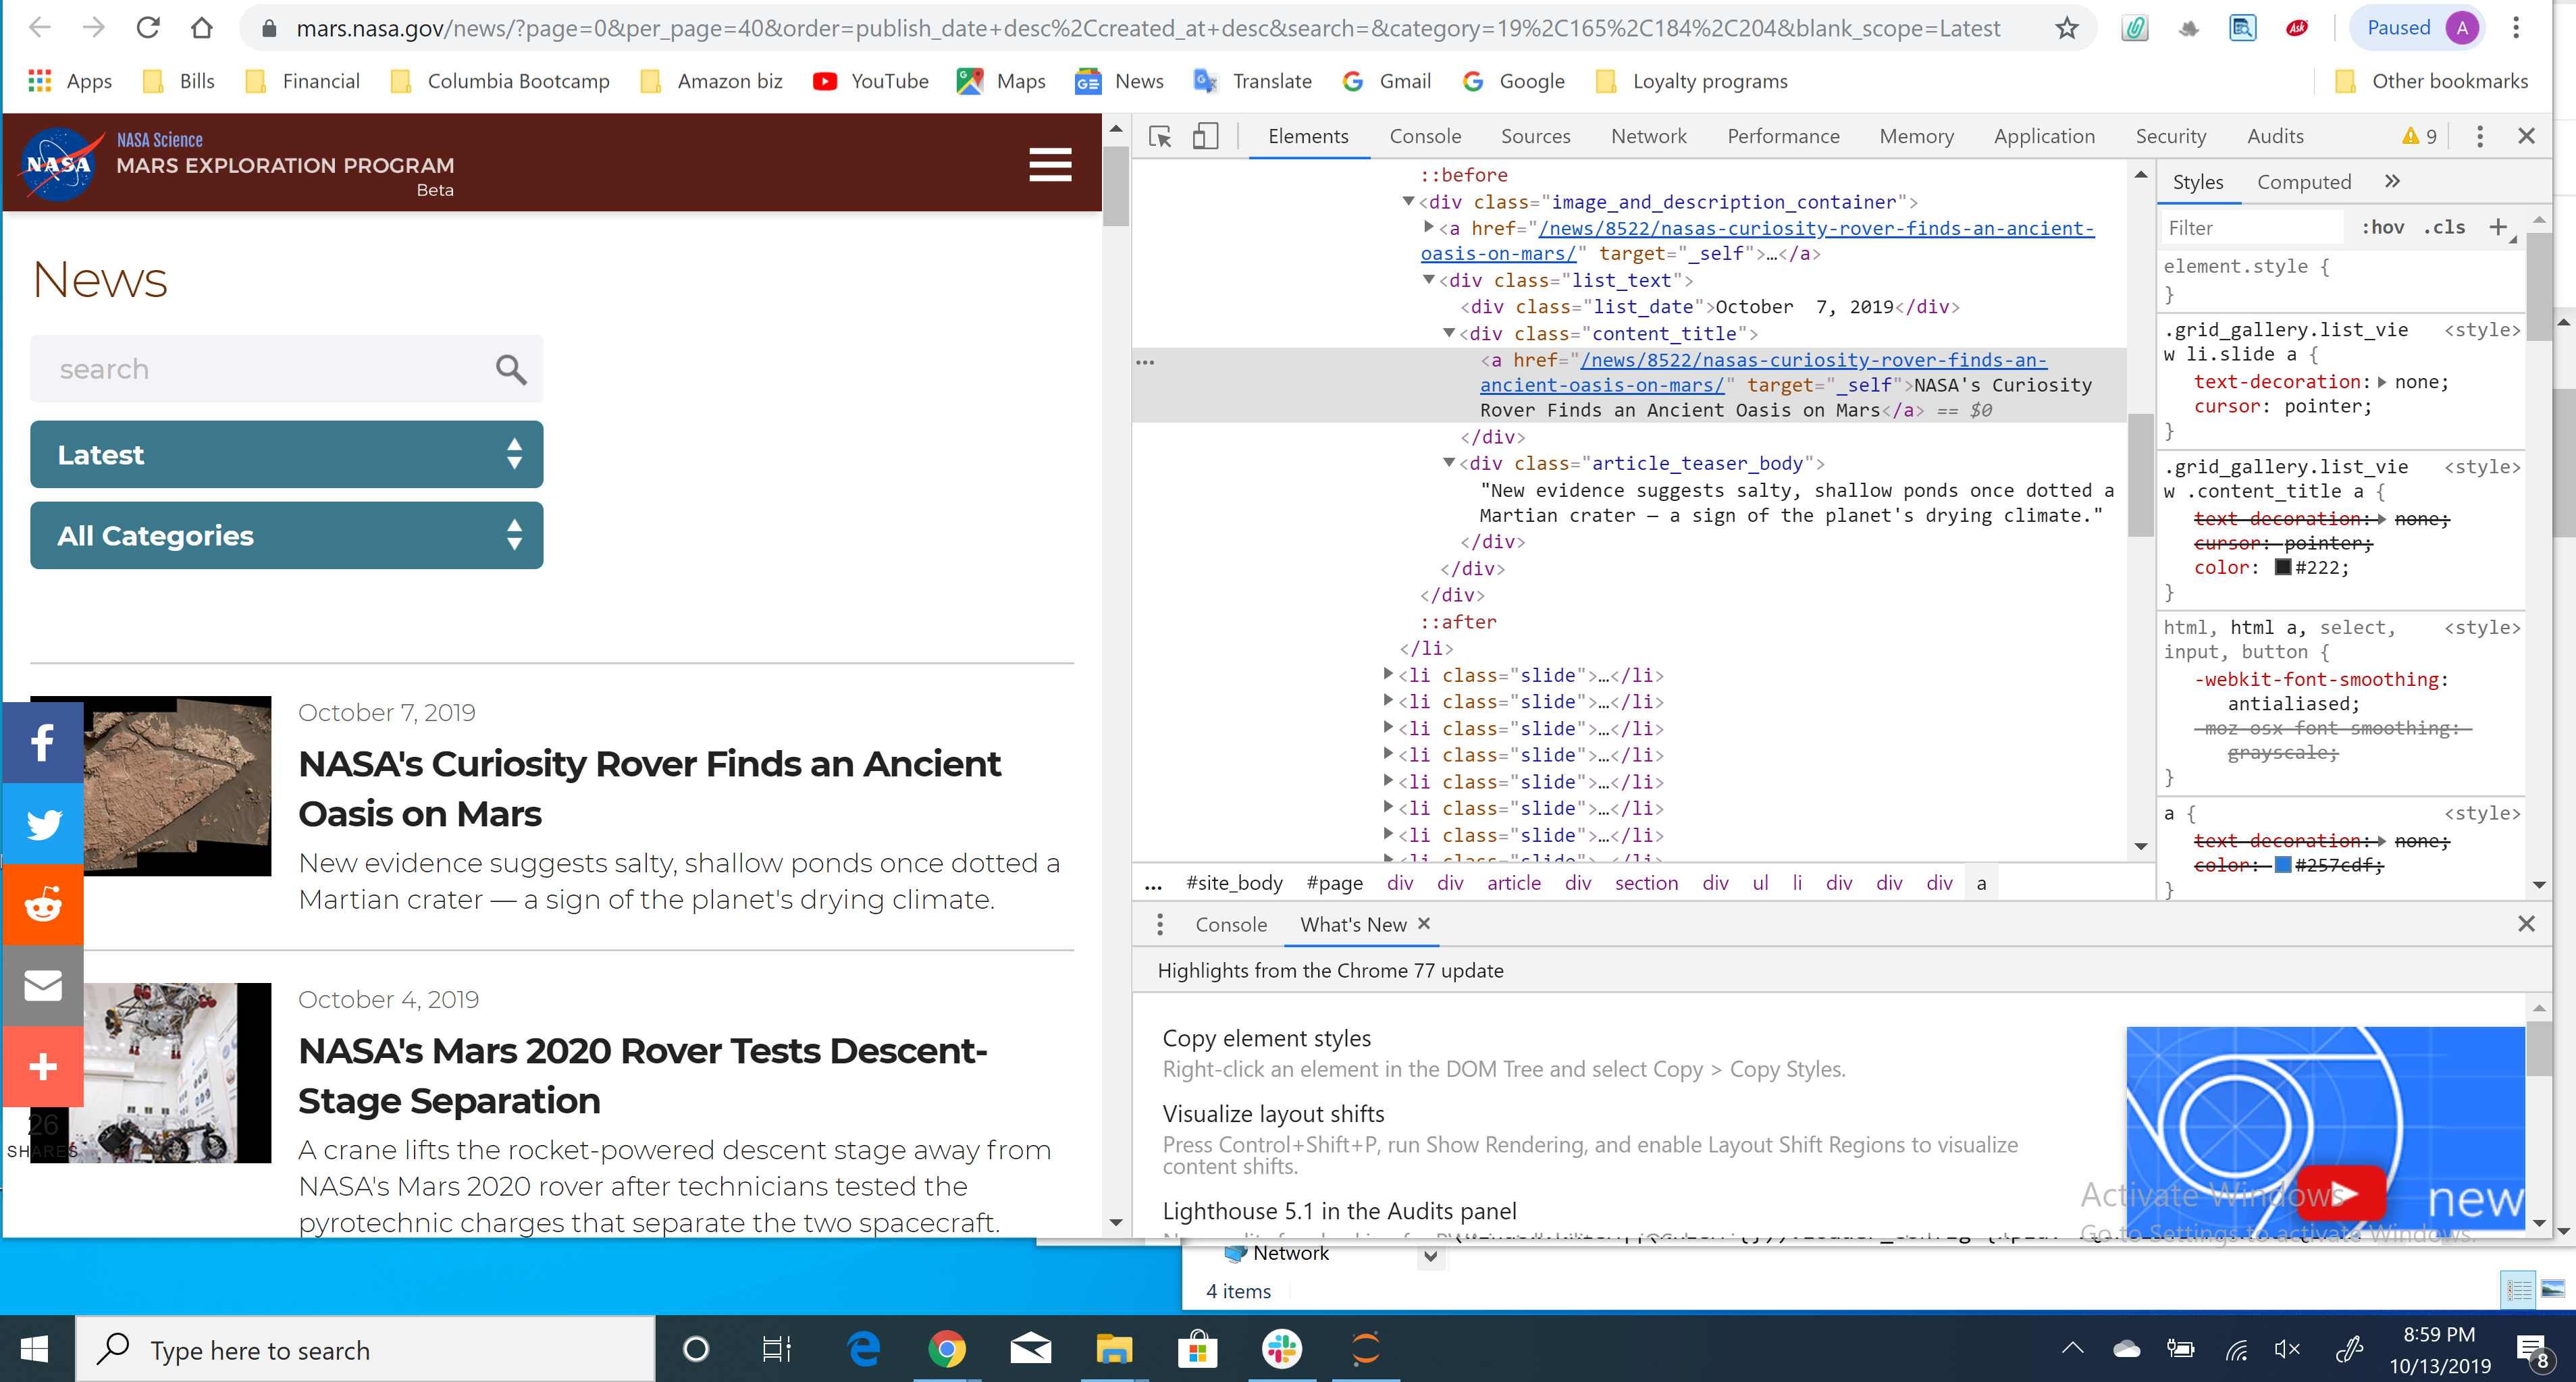 mars.nasa.gov/news/?page=0&per_page=40&order=publish_date+desc%2Ccreated_at+desc&search=&category=19%2C165%2C184%2C204&blank_scope=Latest
Ask
Paused A
Apps Bills Financial Columbia Bootcamp Amazon biz YouTube Maps News Translate Gmail Google Loyalty programs Other bookmarks
NASA
NASA Science
MARS EXPLORATION PROGRAM
Beta
News
search
Latest
All Categories
October 7, 2019
NASA's Curiosity Rover Finds an Ancient
Oasis on Mars
New evidence suggests salty, shallow ponds once dotted a
Martian crater — a sign of the planet's drying climate.
October 4, 2019
NASA's Mars 2020 Rover Tests Descent-
Stage Separation
A crane lifts the rocket-powered descent stage away from
NASA's Mars 2020 rover after technicians tested the
pyrotechnic charges that separate the two spacecraft.
26
SHARES
Elements Console Sources Network Performance Memory Application Security Audits 9
::before
<div class="image_and_description_container">
<a href="/news/8522/nasas-curiosity-rover-finds-an-ancient-
oasis-on-mars/" target="_self">…</a>
<div class="list_text">
<div class="list_date">October  7, 2019</div>
<div class="content_title">
<a href="/news/8522/nasas-curiosity-rover-finds-an-
ancient-oasis-on-mars/" target="_self">NASA's Curiosity
Rover Finds an Ancient Oasis on Mars</a> == $0
</div>
<div class="article_teaser_body">
"New evidence suggests salty, shallow ponds once dotted a
Martian crater — a sign of the planet's drying climate."
</div>
</div>
</div>
::after
</li>
<li class="slide">…</li>
<li class="slide">…</li>
<li class="slide">…</li>
<li class="slide">…</li>
<li class="slide">…</li>
<li class="slide">…</li>
<li class="slide">…</li>
... #site_body #page div div article div section div ul li div div div a
Styles Computed »
Filter :hov .cls +
element.style {
}
.grid_gallery.list_vie <style>
w li.slide a {
text-decoration: none;
cursor: pointer;
}
.grid_gallery.list_vie <style>
w .content_title a {
text-decoration: none;
cursor: pointer;
color: #222;
}
html, html a, select, <style>
input, button {
-webkit-font-smoothing:
antialiased;
-moz-osx-font-smoothing:
grayscale;
}
a { <style>
text-decoration: none;
color: #257cdf;
}
Console What's New
Highlights from the Chrome 77 update
Copy element styles
Right-click an element in the DOM Tree and select Copy > Copy Styles.
Visualize layout shifts
Press Control+Shift+P, run Show Rendering, and enable Layout Shift Regions to visualize
content shifts.
Lighthouse 5.1 in the Audits panel
new
Activate Windows
Go to Settings to activate Windows.
Network
4 items
Type here to search
8:59 PM
10/13/2019
8